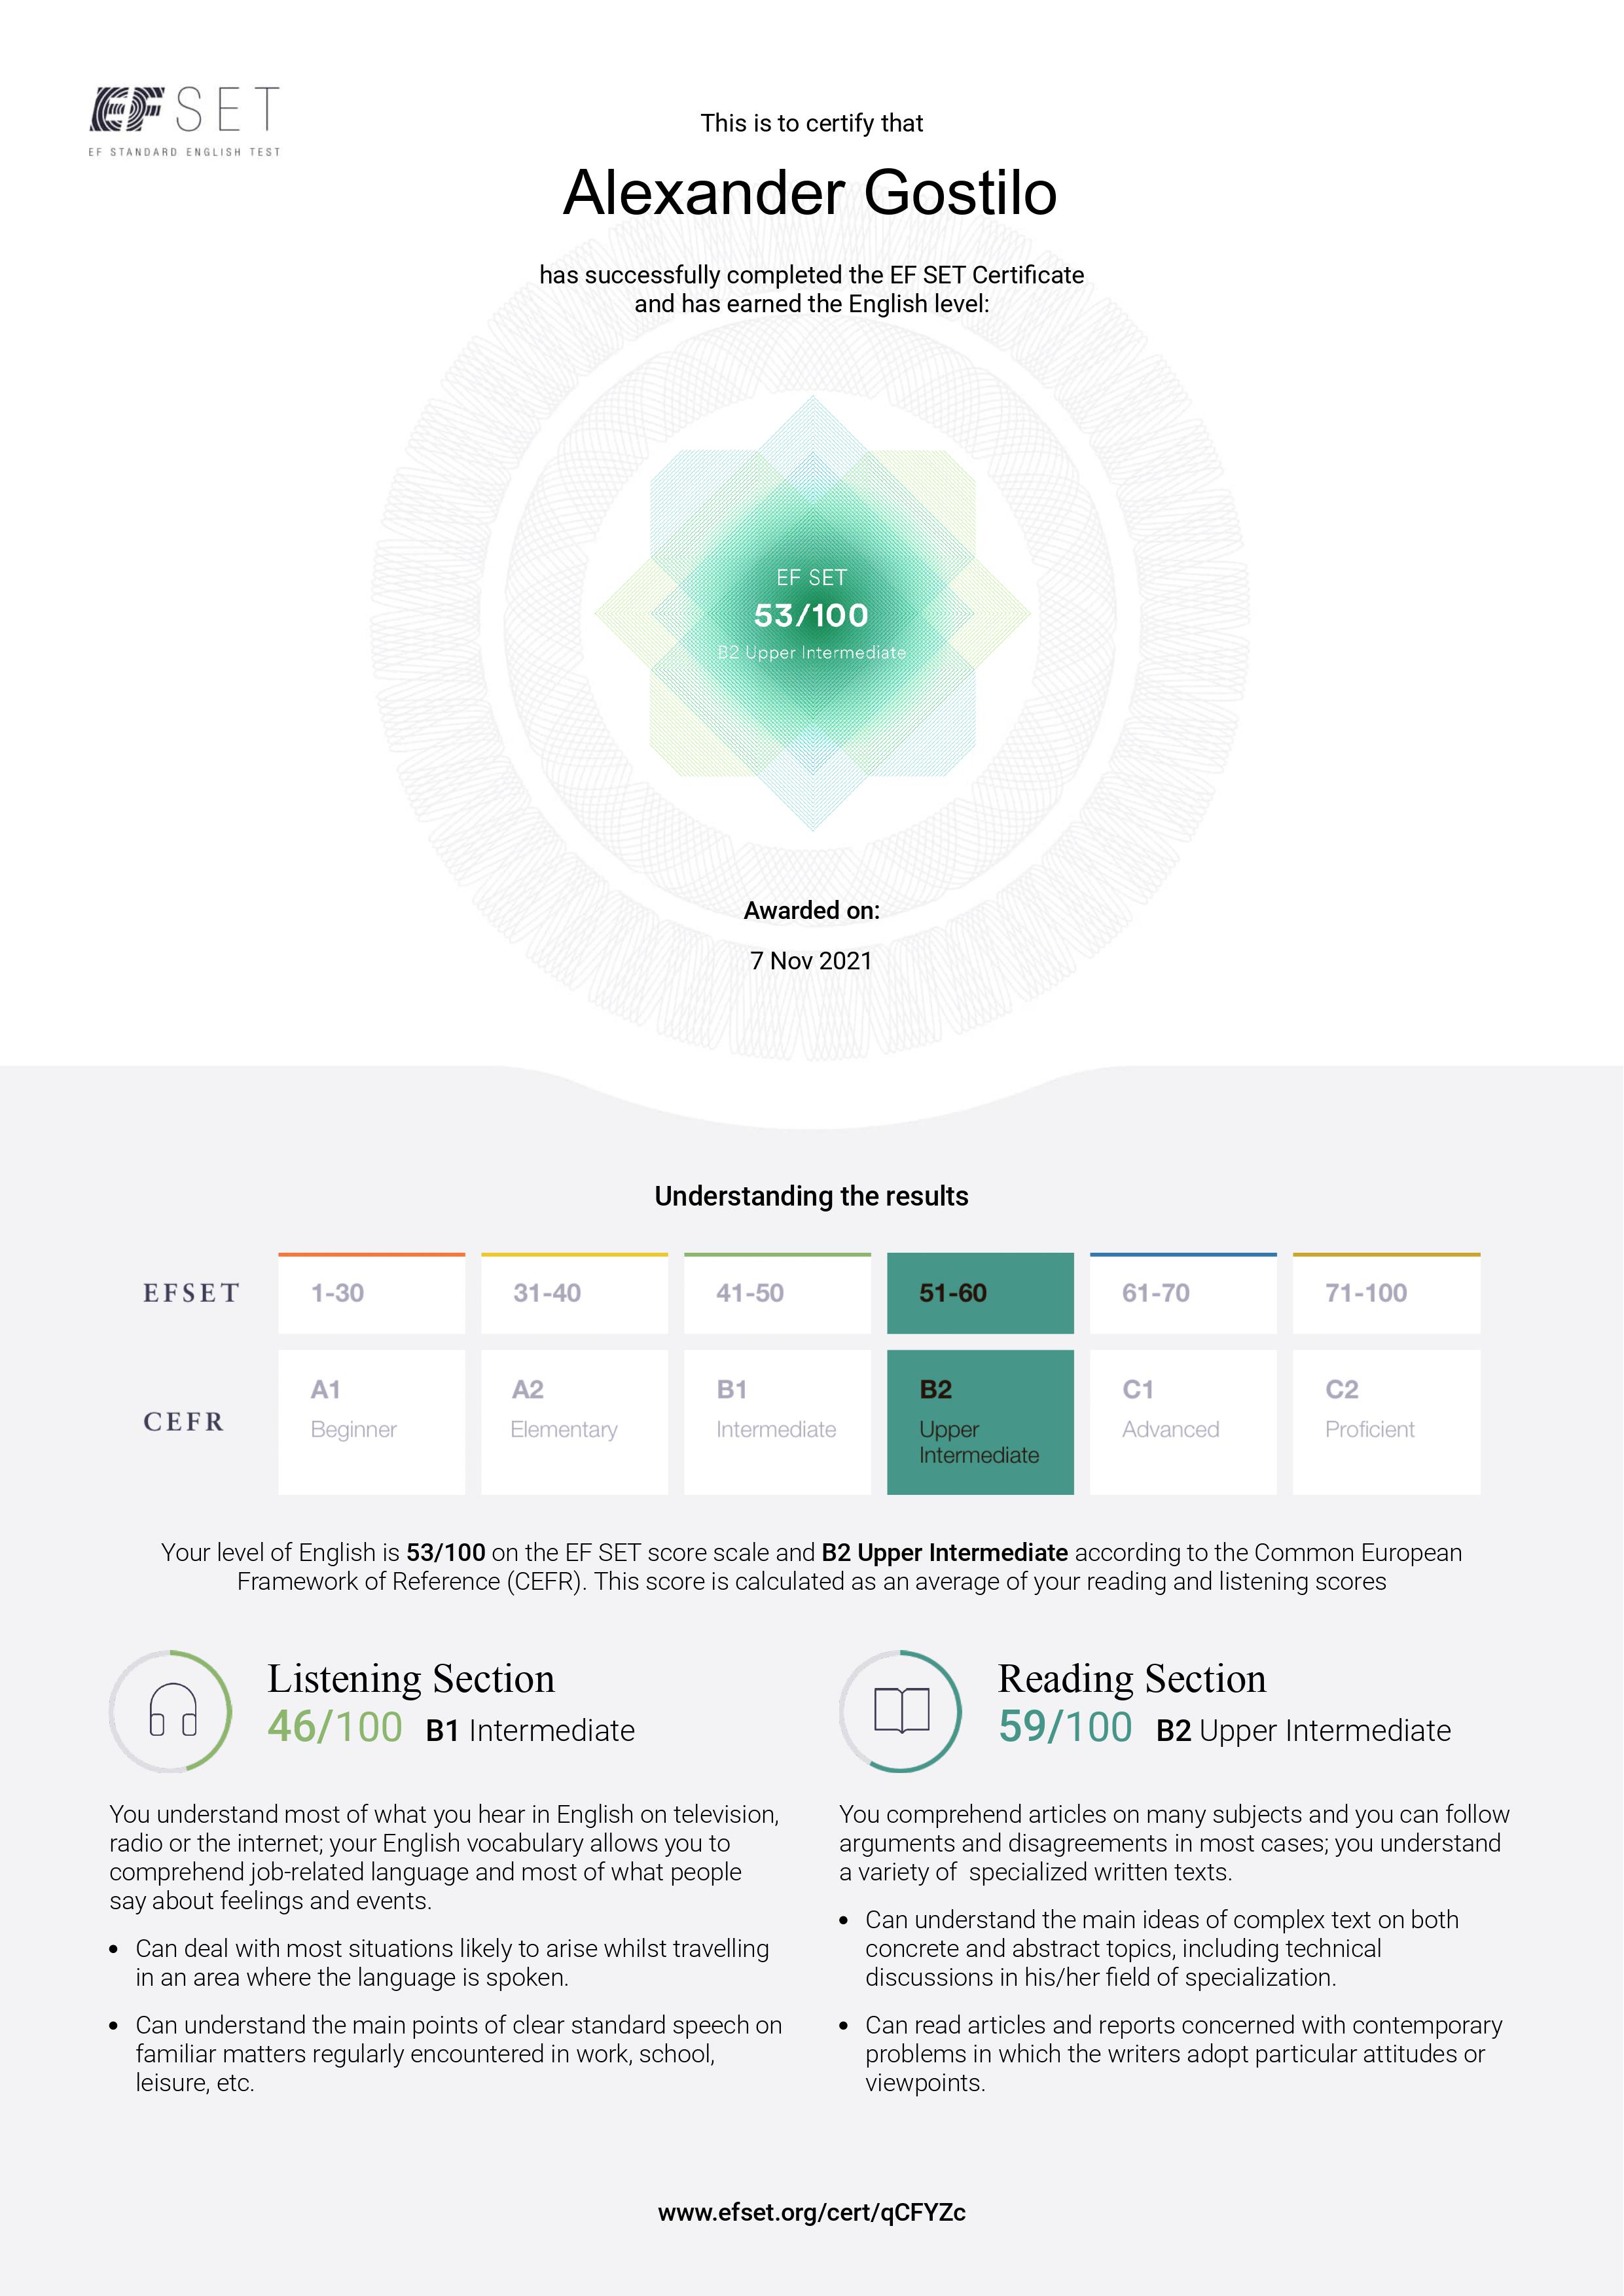 EF SET
EF STANDARD ENGLISH TEST
This is to certify that
Alexander Gostilo
has successfully completed the EF SET Certificate
and has earned the English level:
EF SET
53/100
B2 Upper Intermediate
Awarded on:
7 Nov 2021
Understanding the results
EFSET 1-30 31-40 41-50 51-60 61-70 71-100
CEFR
A1 A2 B1 B2 C1 C2
Beginner Elementary Intermediate Upper Advanced Proficient
Intermediate
Your level of English is 53/100 on the EF SET score scale and B2 Upper Intermediate according to the Common European
Framework of Reference (CEFR). This score is calculated as an average of your reading and listening scores
Listening Section
46/100 B1 Intermediate
You understand most of what you hear in English on television,
radio or the internet; your English vocabulary allows you to
comprehend job-related language and most of what people
say about feelings and events.
• Can deal with most situations likely to arise whilst travelling
in an area where the language is spoken.
• Can understand the main points of clear standard speech on
familiar matters regularly encountered in work, school,
leisure, etc.
Reading Section
59/100 B2 Upper Intermediate
You comprehend articles on many subjects and you can follow
arguments and disagreements in most cases; you understand
a variety of  specialized written texts.
• Can understand the main ideas of complex text on both
concrete and abstract topics, including technical
discussions in his/her field of specialization.
• Can read articles and reports concerned with contemporary
problems in which the writers adopt particular attitudes or
viewpoints.
www.efset.org/cert/qCFYZc